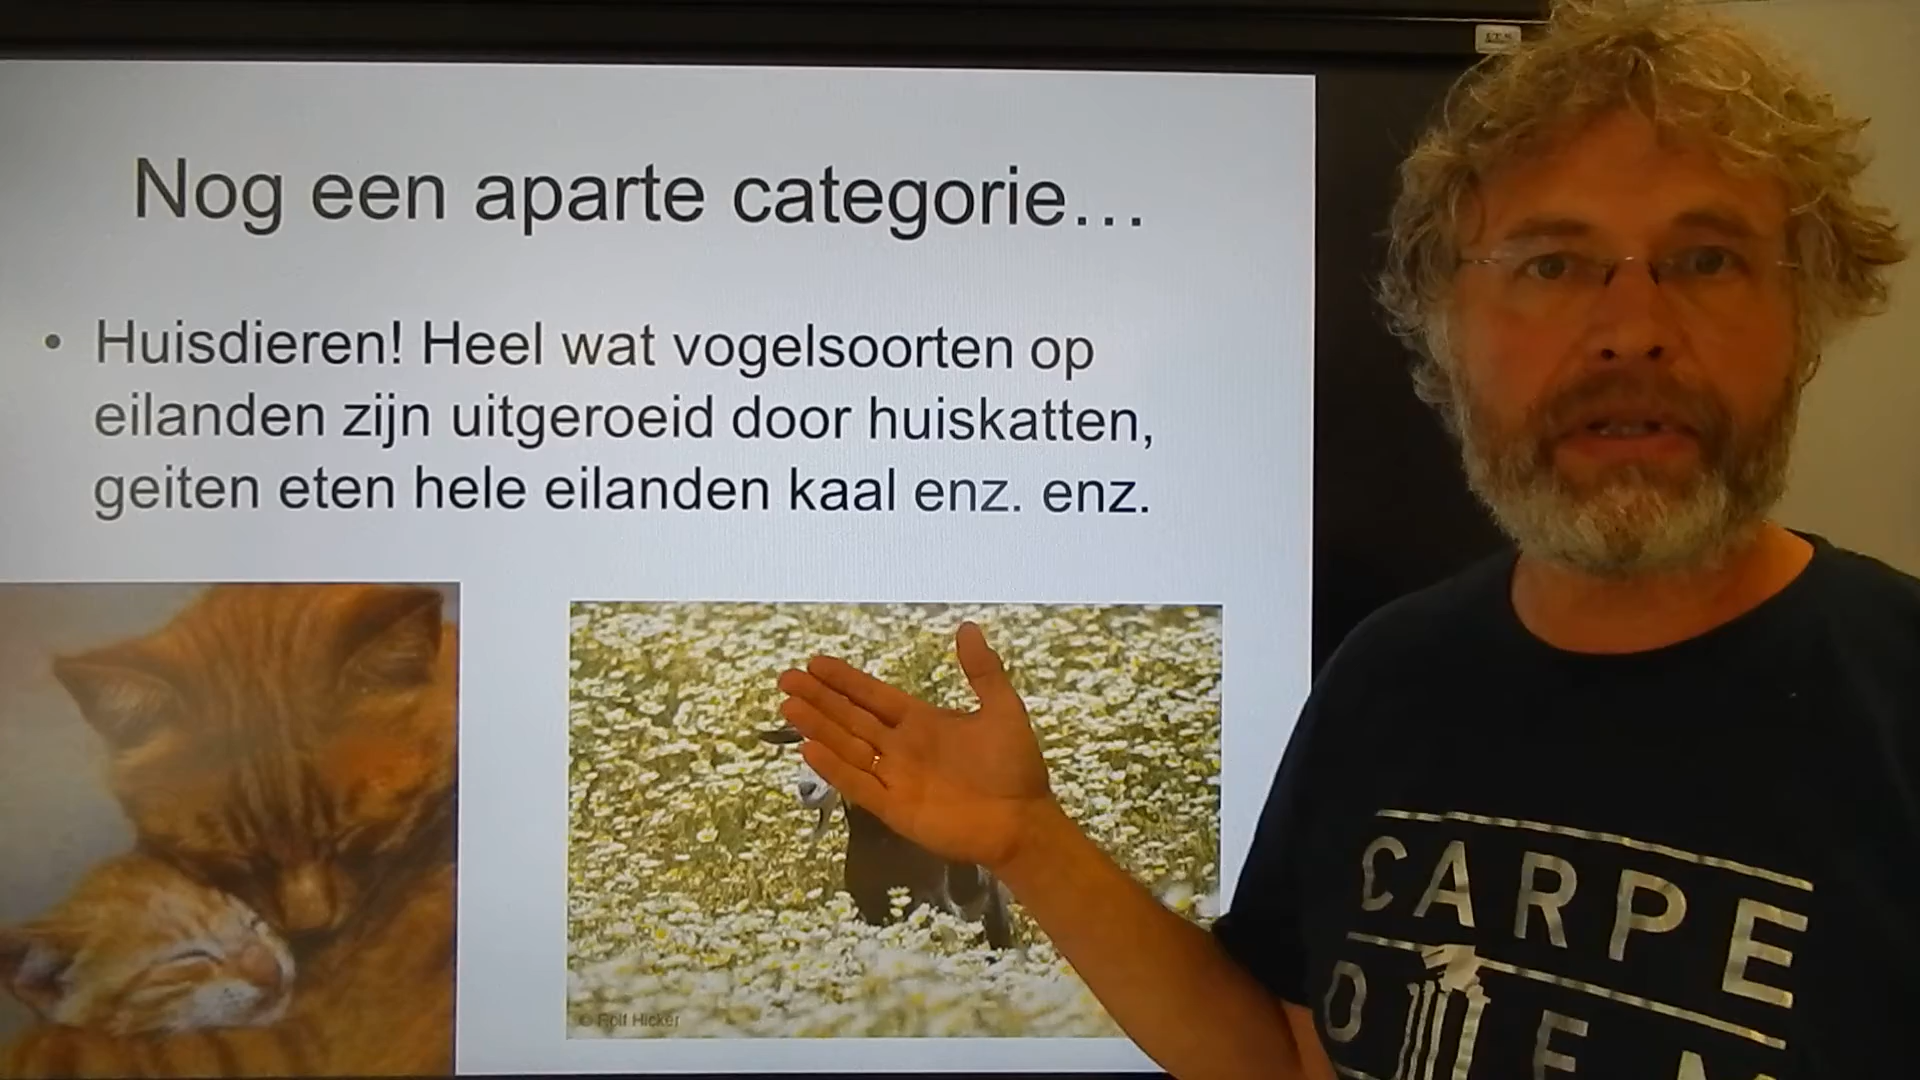 Nog een aparte categorie…
• Huisdieren! Heel wat vogelsoorten op
eilanden zijn uitgeroeid door huiskatten,
geiten eten hele eilanden kaal enz. enz.
© Rolf Hicker
CARPE